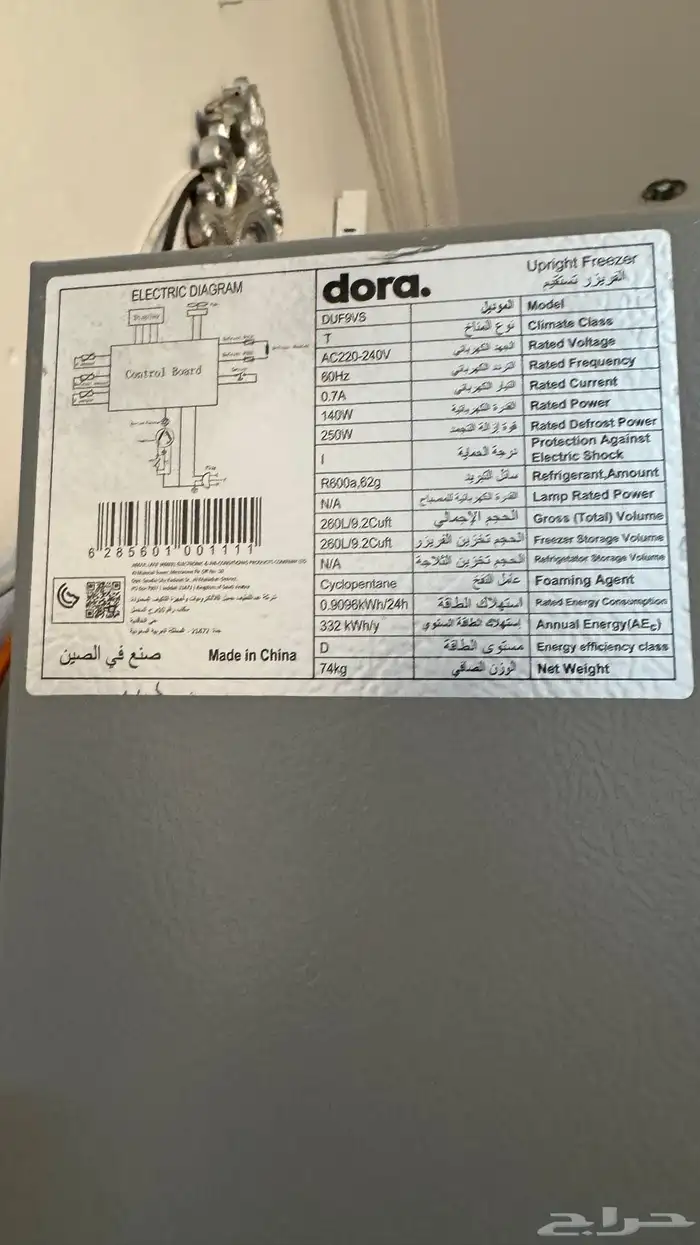 ELECTRIC DIAGRAM
Display
Control Board
6 285601 001111
صنع في الصين
Made in China
dora.
Upright Freezer
الفريزر تستقيم
DUF9VS الموديل Model
T نوع المناخ Climate Class
AC220-240V الجهد الكهربائي Rated Voltage
60Hz التردد الكهربائي Rated Frequency
0.7A التيار الكهربائي Rated Current
140W القدرة الكهربائية Rated Power
250W قوة إزالة التجمد Rated Defrost Power
I درجة الحماية Protection Against Electric Shock
R600a,62g سائل التبريد Refrigerant,Amount
N/A القدرة الكهربائية للمصباح Lamp Rated Power
260L/9.2Cuft الحجم الإجمالي Gross (Total) Volume
260L/9.2Cuft الحجم تخزين الفريزر Freezer Storage Volume
N/A الحجم تخزين الثلاجة Refrigetator Storage Volume
Cyclopentane عامل النفخ Foaming Agent
0.9096kWh/24h استهلاك الطاقة Rated Energy Consumption
332 kWh/y استهلاك الطاقة السنوي Annual Energy(AEc)
D مستوى الطاقة Energy efficiency class
74kg الوزن الصافي Net Weight
حراج